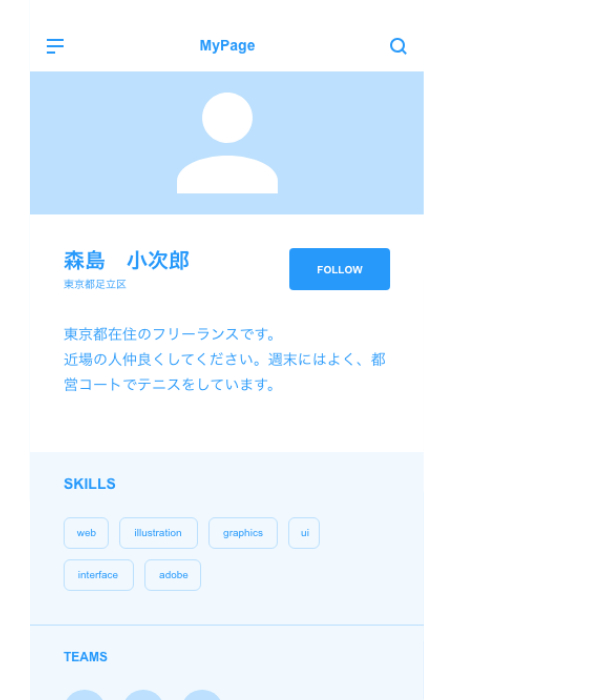 MyPage
森島　小次郎
東京都足立区
FOLLOW
東京都在住のフリーランスです。
近場の人仲良くしてください。週末にはよく、都
営コートでテニスをしています。
SKILLS
web
illustration
graphics
ui
interface
adobe
TEAMS